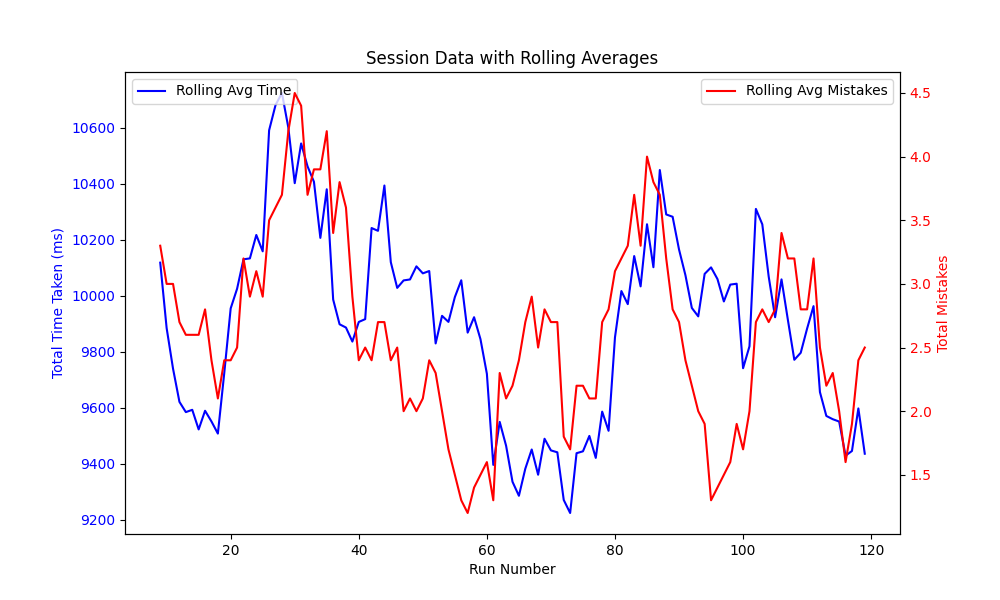 Session Data with Rolling Averages
Rolling Avg Time
Rolling Avg Mistakes
Total Time Taken (ms)
10600
10400
10200
10000
9800
9600
9400
9200
4.5
4.0
3.5
3.0
2.5
2.0
1.5
Total Mistakes
20 40 60 80 100 120
Run Number